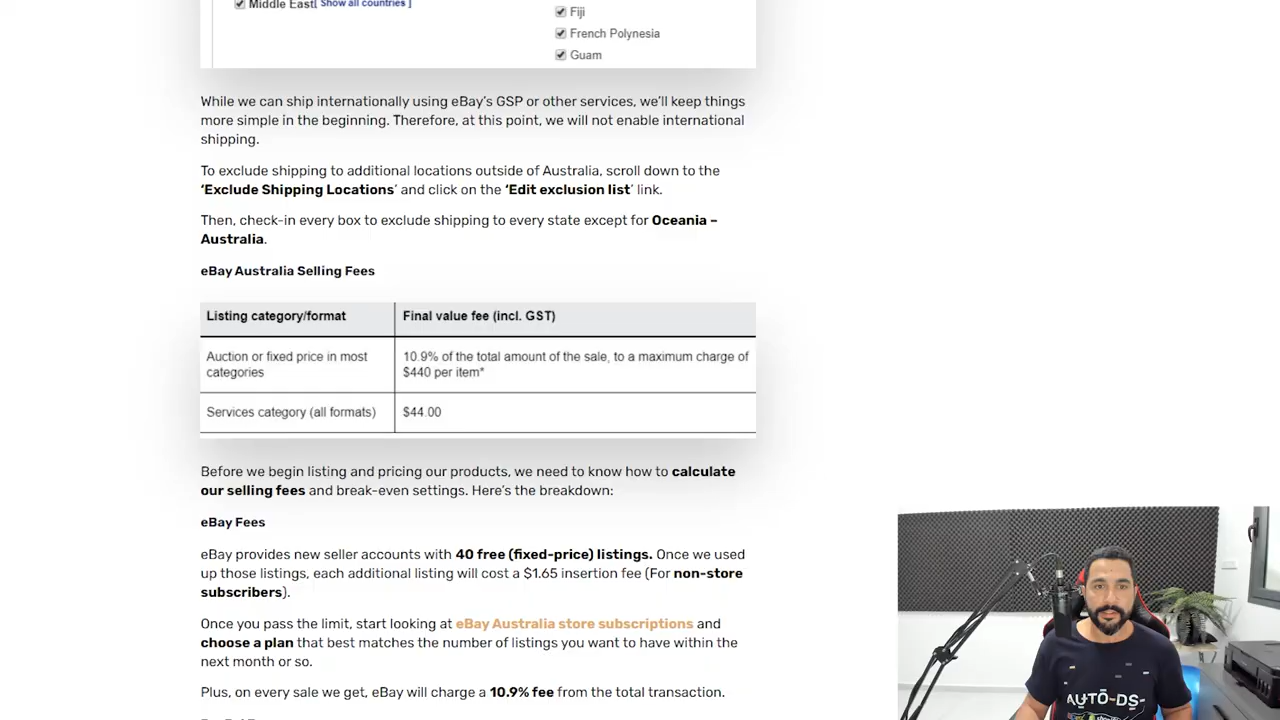 Middle East[ Show all countries ]
Fiji
French Polynesia
Guam
While we can ship internationally using eBay's GSP or other services, we'll keep things
more simple in the beginning. Therefore, at this point, we will not enable international
shipping.
To exclude shipping to additional locations outside of Australia, scroll down to the
‘Exclude Shipping Locations’ and click on the ‘Edit exclusion list’ link.
Then, check-in every box to exclude shipping to every state except for Oceania –
Australia.
eBay Australia Selling Fees
Listing category/format Final value fee (incl. GST)
Auction or fixed price in most
categories
10.9% of the total amount of the sale, to a maximum charge of
$440 per item*
Services category (all formats) $44.00
Before we begin listing and pricing our products, we need to know how to calculate
our selling fees and break-even settings. Here's the breakdown:
eBay Fees
eBay provides new seller accounts with 40 free (fixed-price) listings. Once we used
up those listings, each additional listing will cost a $1.65 insertion fee (For non-store
subscribers).
Once you pass the limit, start looking at eBay Australia store subscriptions and
choose a plan that best matches the number of listings you want to have within the
next month or so.
Plus, on every sale we get, eBay will charge a 10.9% fee from the total transaction.
AUTO-DS